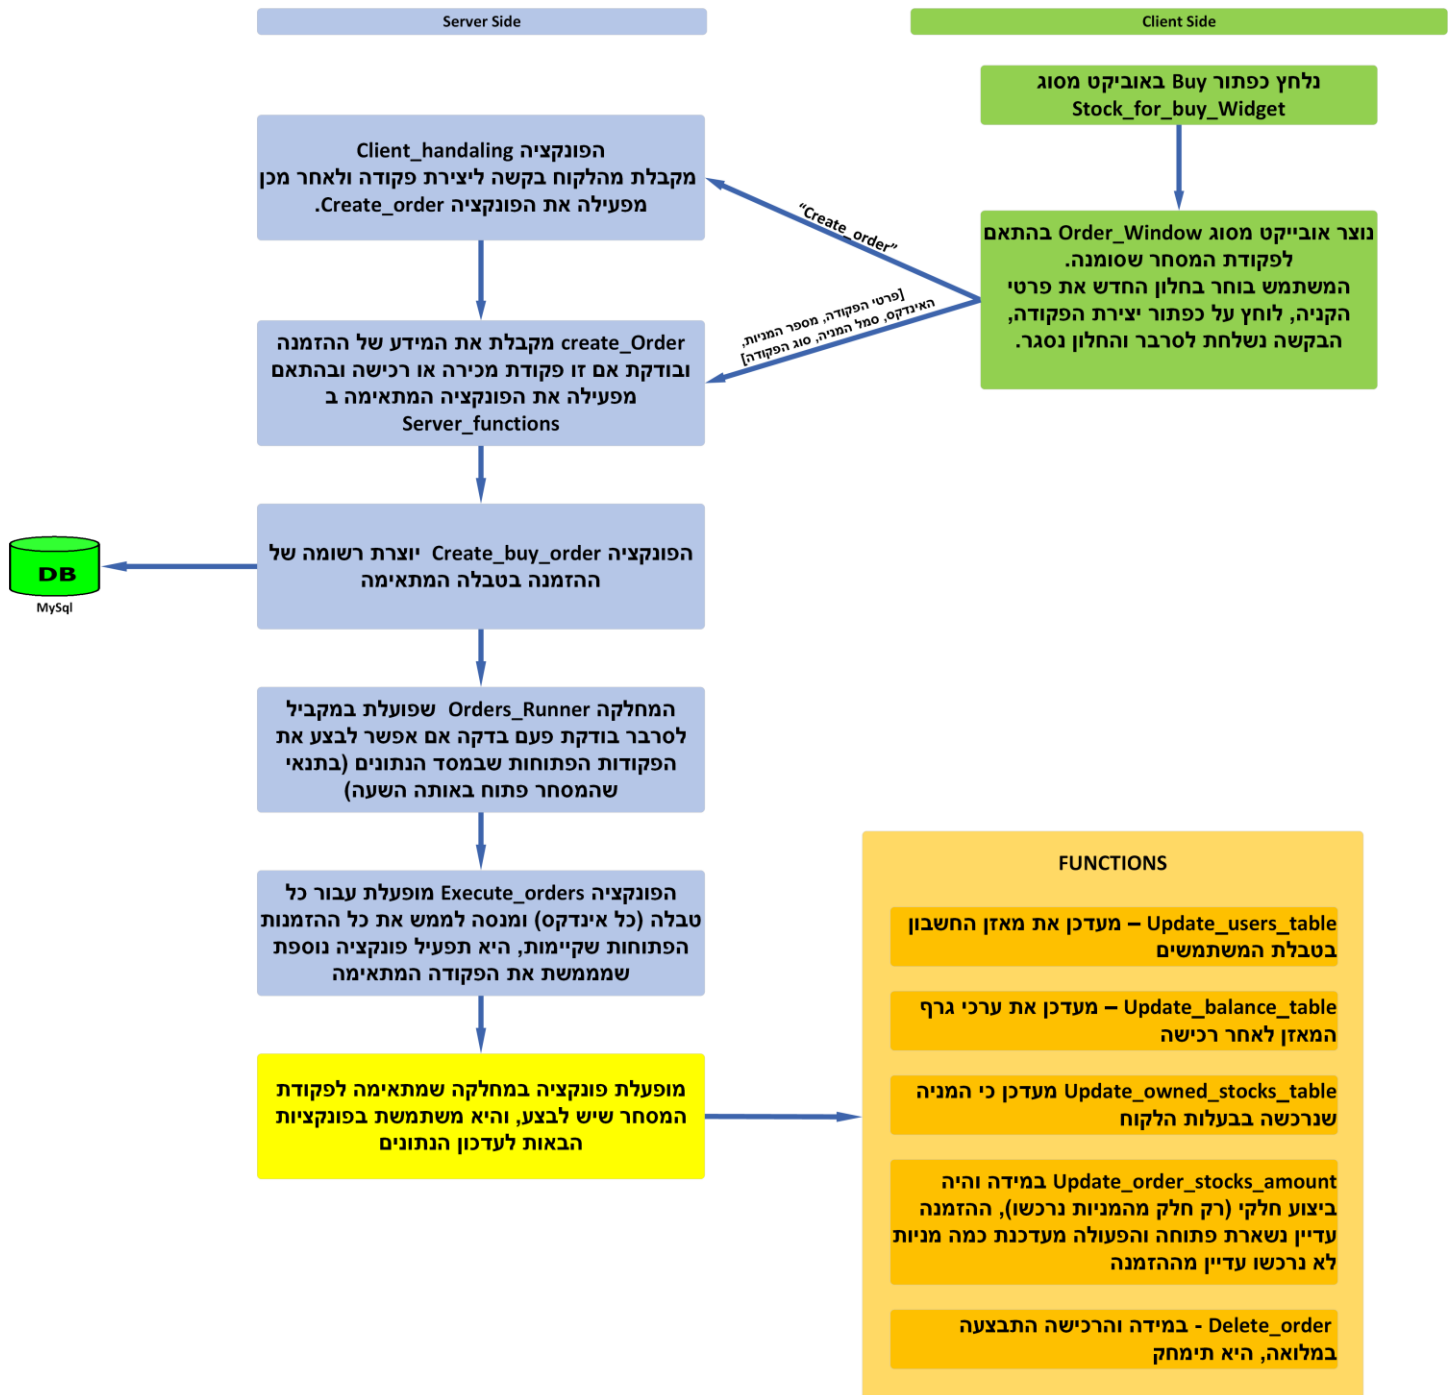 Server Side
Client Side
נלחץ כפתור Buy באוביקט מסוג
Stock_for_buy_Widget
נוצר אובייקט מסוג Order_Window בהתאם
לפקודת המסחר שסומנה.
המשתמש בוחר בחלון החדש את פרטי
הקניה, לוחץ על כפתור יצירת הפקודה,
הבקשה נשלחת לסרבר והחלון נסגר.
"Create_order"
[פרטי הפקודה, מספר המניות,
האינדקס, סמל המניה, סוג הפקודה]
הפונקציה Client_handaling
מקבלת מהלקוח בקשה ליצירת פקודה ולאחר מכן
מפעילה את הפונקציה Create_order.
create_Order מקבלת את המידע של ההזמנה
ובודקת אם זו פקודת מכירה או רכישה ובהתאם
מפעילה את הפונקציה המתאימה ב
Server_functions
הפונקציה Create_buy_order יוצרת רשומה של
ההזמנה בטבלה המתאימה
DB
MySql
המחלקה Orders_Runner שפועלת במקביל
לסרבר בודקת פעם בדקה אם אפשר לבצע את
הפקודות הפתוחות שבמסד הנתונים (בתנאי
שהמסחר פתוח באותה השעה)
הפונקציה Execute_orders מופעלת עבור כל
טבלה (כל אינדקס) ומנסה לממש את כל ההזמנות
הפתוחות שקיימות, היא תפעיל פונקציה נוספת
שמממשת את הפקודה המתאימה
מופעלת פונקציה במחלקה שמתאימה לפקודת
המסחר שיש לבצע, והיא משתמשת בפונקציות
הבאות לעדכון הנתונים
FUNCTIONS
Update_users_table – מעדכן את מאזן החשבון
בטבלת המשתמשים
Update_balance_table – מעדכן את ערכי גרף
המאזן לאחר רכישה
Update_owned_stocks_table מעדכן כי המניה
שנרכשה בבעלות הלקוח
Update_order_stocks_amount במידה והיה
ביצוע חלקי (רק חלק מהמניות נרכשו), ההזמנה
עדיין נשארת פתוחה והפעולה מעדכנת כמה מניות
לא נרכשו עדיין מההזמנה
Delete_order - במידה והרכישה התבצעה
במלואה, היא תימחק